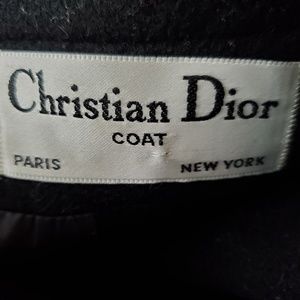 Christian Dior
COAT
PARIS NEW YORK